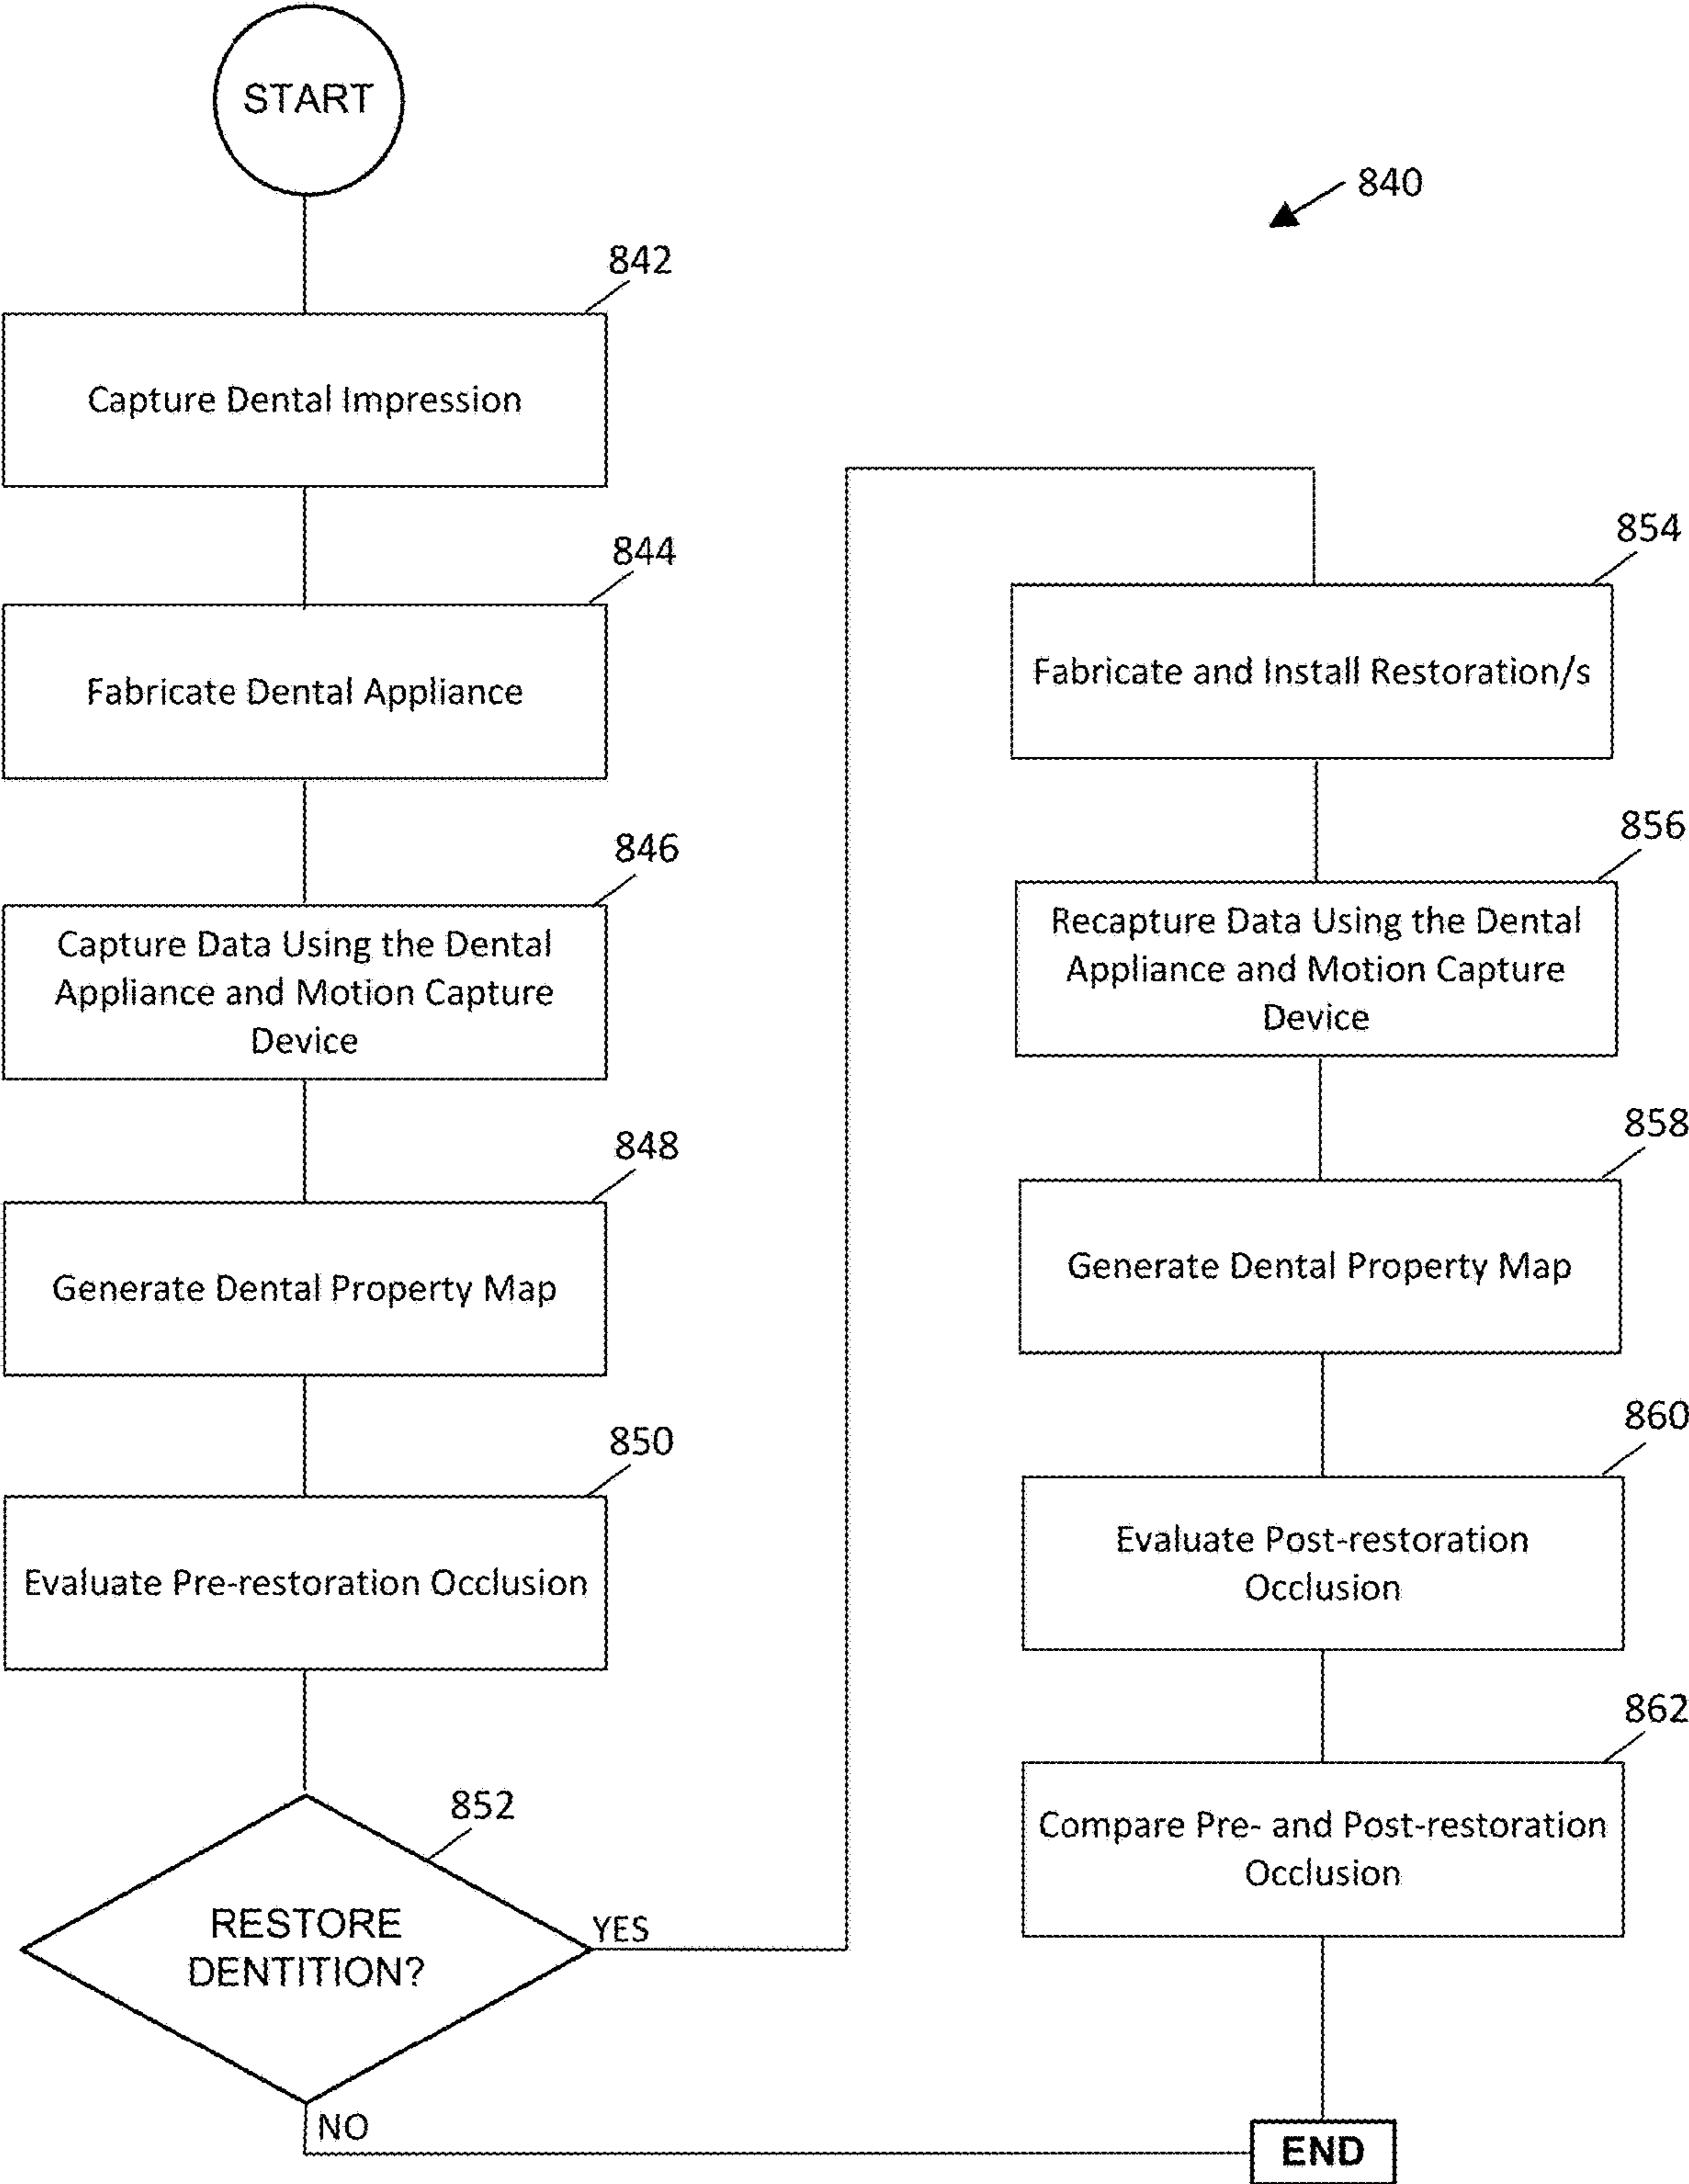 START
840
842
Capture Dental Impression
844
Fabricate Dental Appliance
846
Capture Data Using the Dental
Appliance and Motion Capture
Device
848
Generate Dental Property Map
850
Evaluate Pre-restoration Occlusion
852
RESTORE
DENTITION?
YES
NO
854
Fabricate and Install Restoration/s
856
Recapture Data Using the Dental
Appliance and Motion Capture
Device
858
Generate Dental Property Map
860
Evaluate Post-restoration
Occlusion
862
Compare Pre- and Post-restoration
Occlusion
END